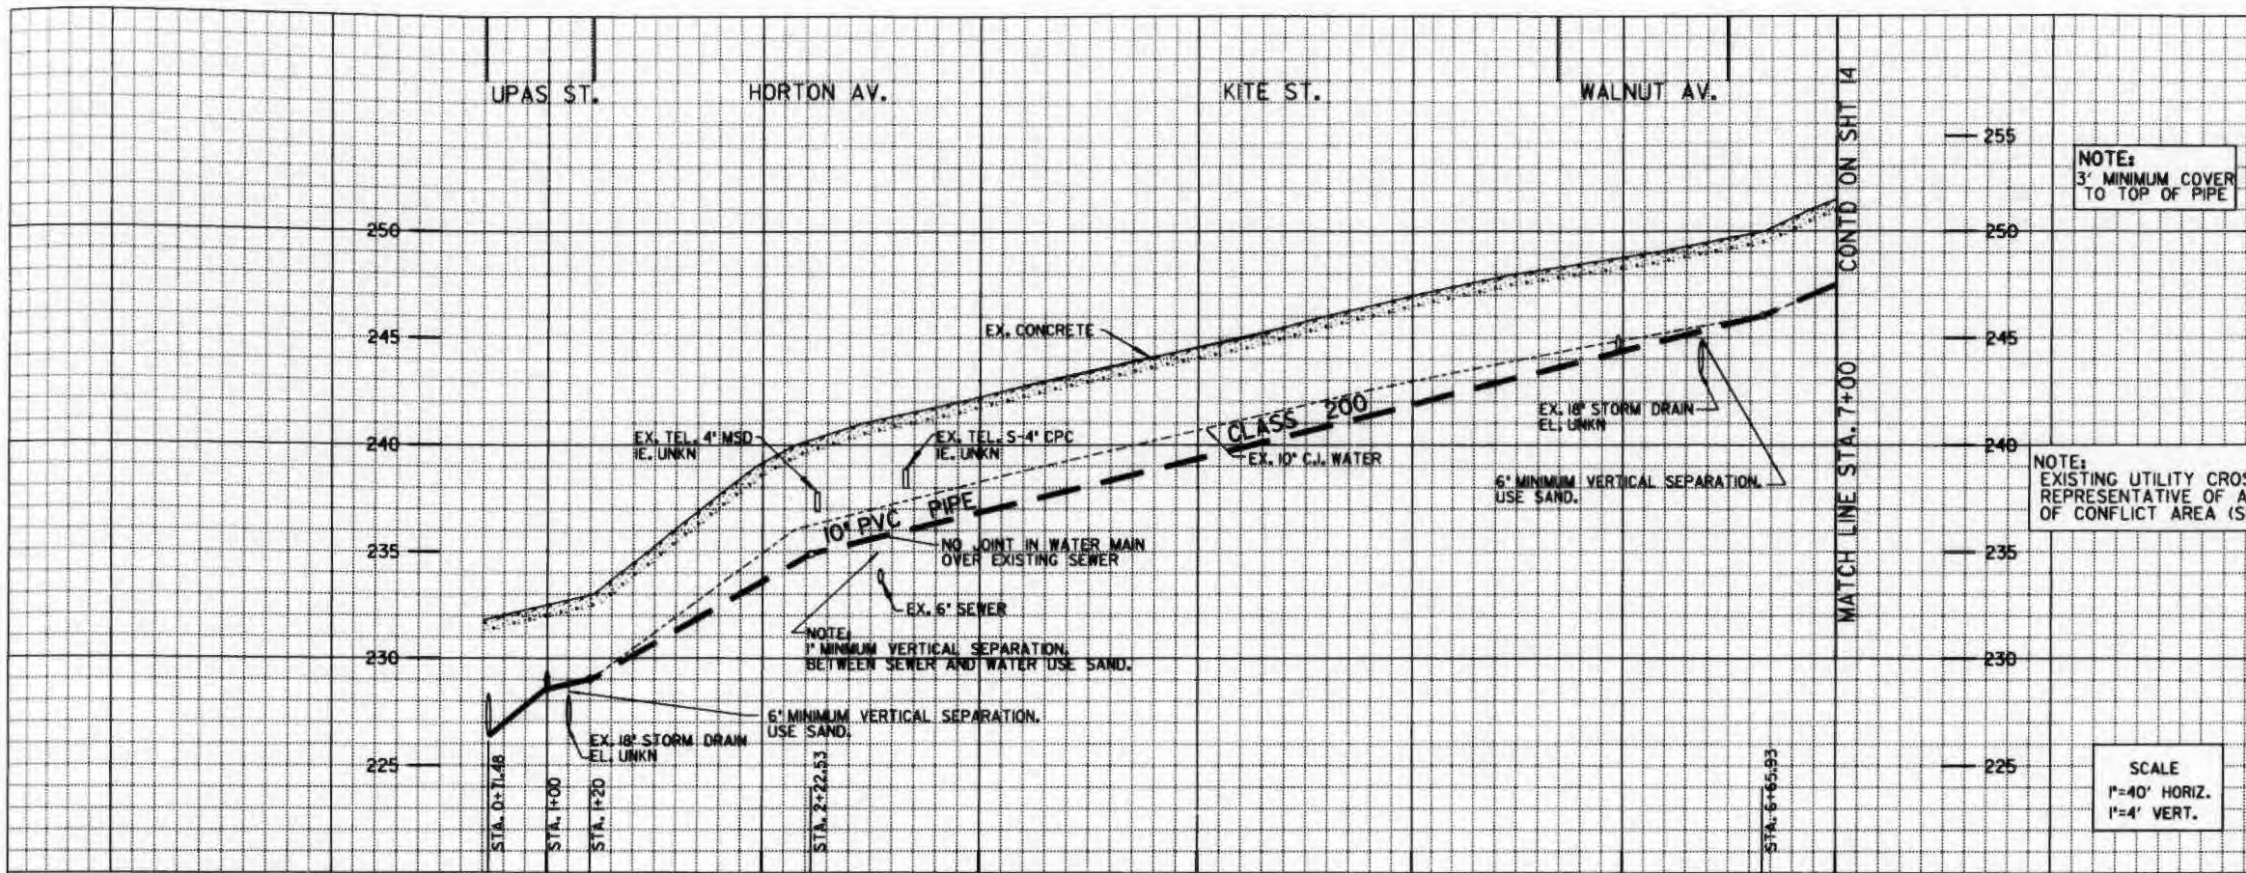 UPAS ST.
HORTON AV.
KITE ST.
WALNUT AV.
MATCH LINE STA. 7+00 CONTD ON SHT 14
255
250
245
240
235
230
225
250
245
240
235
230
225
NOTE:
3' MINIMUM COVER
TO TOP OF PIPE
EX. CONCRETE
EX. TEL. 4" MSD
IE. UNKN
EX. TEL. 5-4" CPC
IE. UNKN
CLASS 200
EX. 10" C.I. WATER
EX. 18" STORM DRAIN
EL. UNKN
6" MINIMUM VERTICAL SEPARATION.
USE SAND.
NOTE:
EXISTING UTILITY CROS
REPRESENTATIVE OF A
OF CONFLICT AREA (S
10" PVC PIPE
NO JOINT IN WATER MAIN
OVER EXISTING SEWER
EX. 6" SEWER
NOTE:
1' MINMUM VERTICAL SEPARATION.
BETWEEN SEWER AND WATER USE SAND.
6" MINIMUM VERTICAL SEPARATION.
USE SAND.
EX. 18" STORM DRAIN
EL. UNKN
STA. 0+71.48
STA. 1+00
STA. 1+20
STA. 2+22.53
STA. 6+65.93
SCALE
1"=40' HORIZ.
1"=4' VERT.